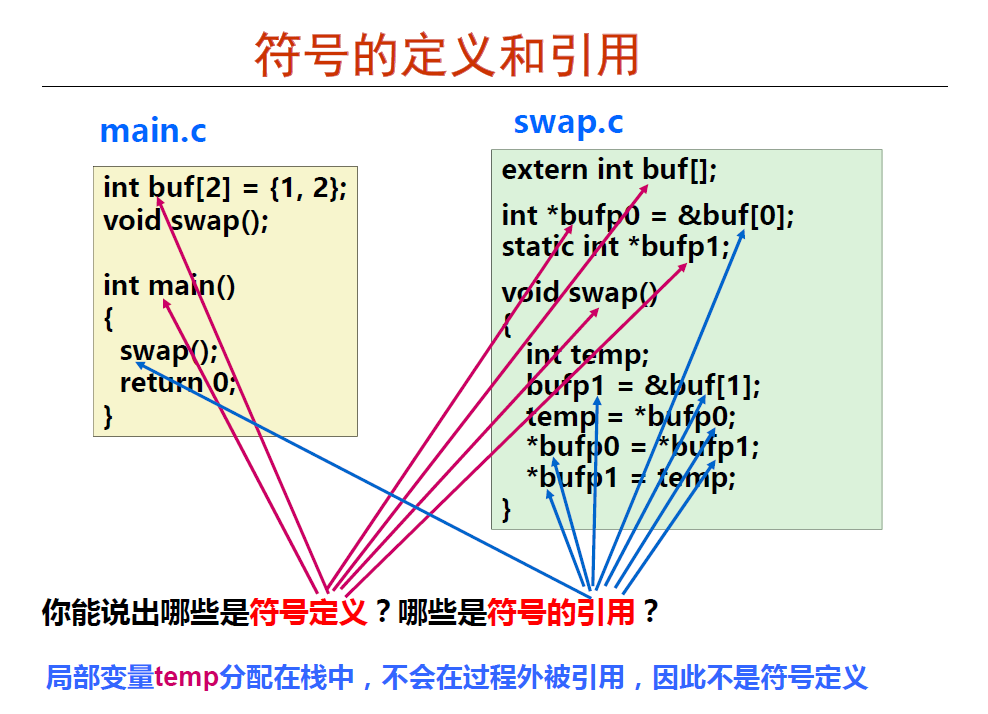 符号的定义和引用
main.c
int buf[2] = {1, 2};
void swap();
int main()
{
swap();
return 0;
}
swap.c
extern int buf[];
int *bufp0 = &buf[0];
static int *bufp1;
void swap()
{
int temp;
bufp1 = &buf[1];
temp = *bufp0;
*bufp0 = *bufp1;
*bufp1 = temp;
}
你能说出哪些是符号定义？哪些是符号的引用？
局部变量temp分配在栈中，不会在过程外被引用，因此不是符号定义